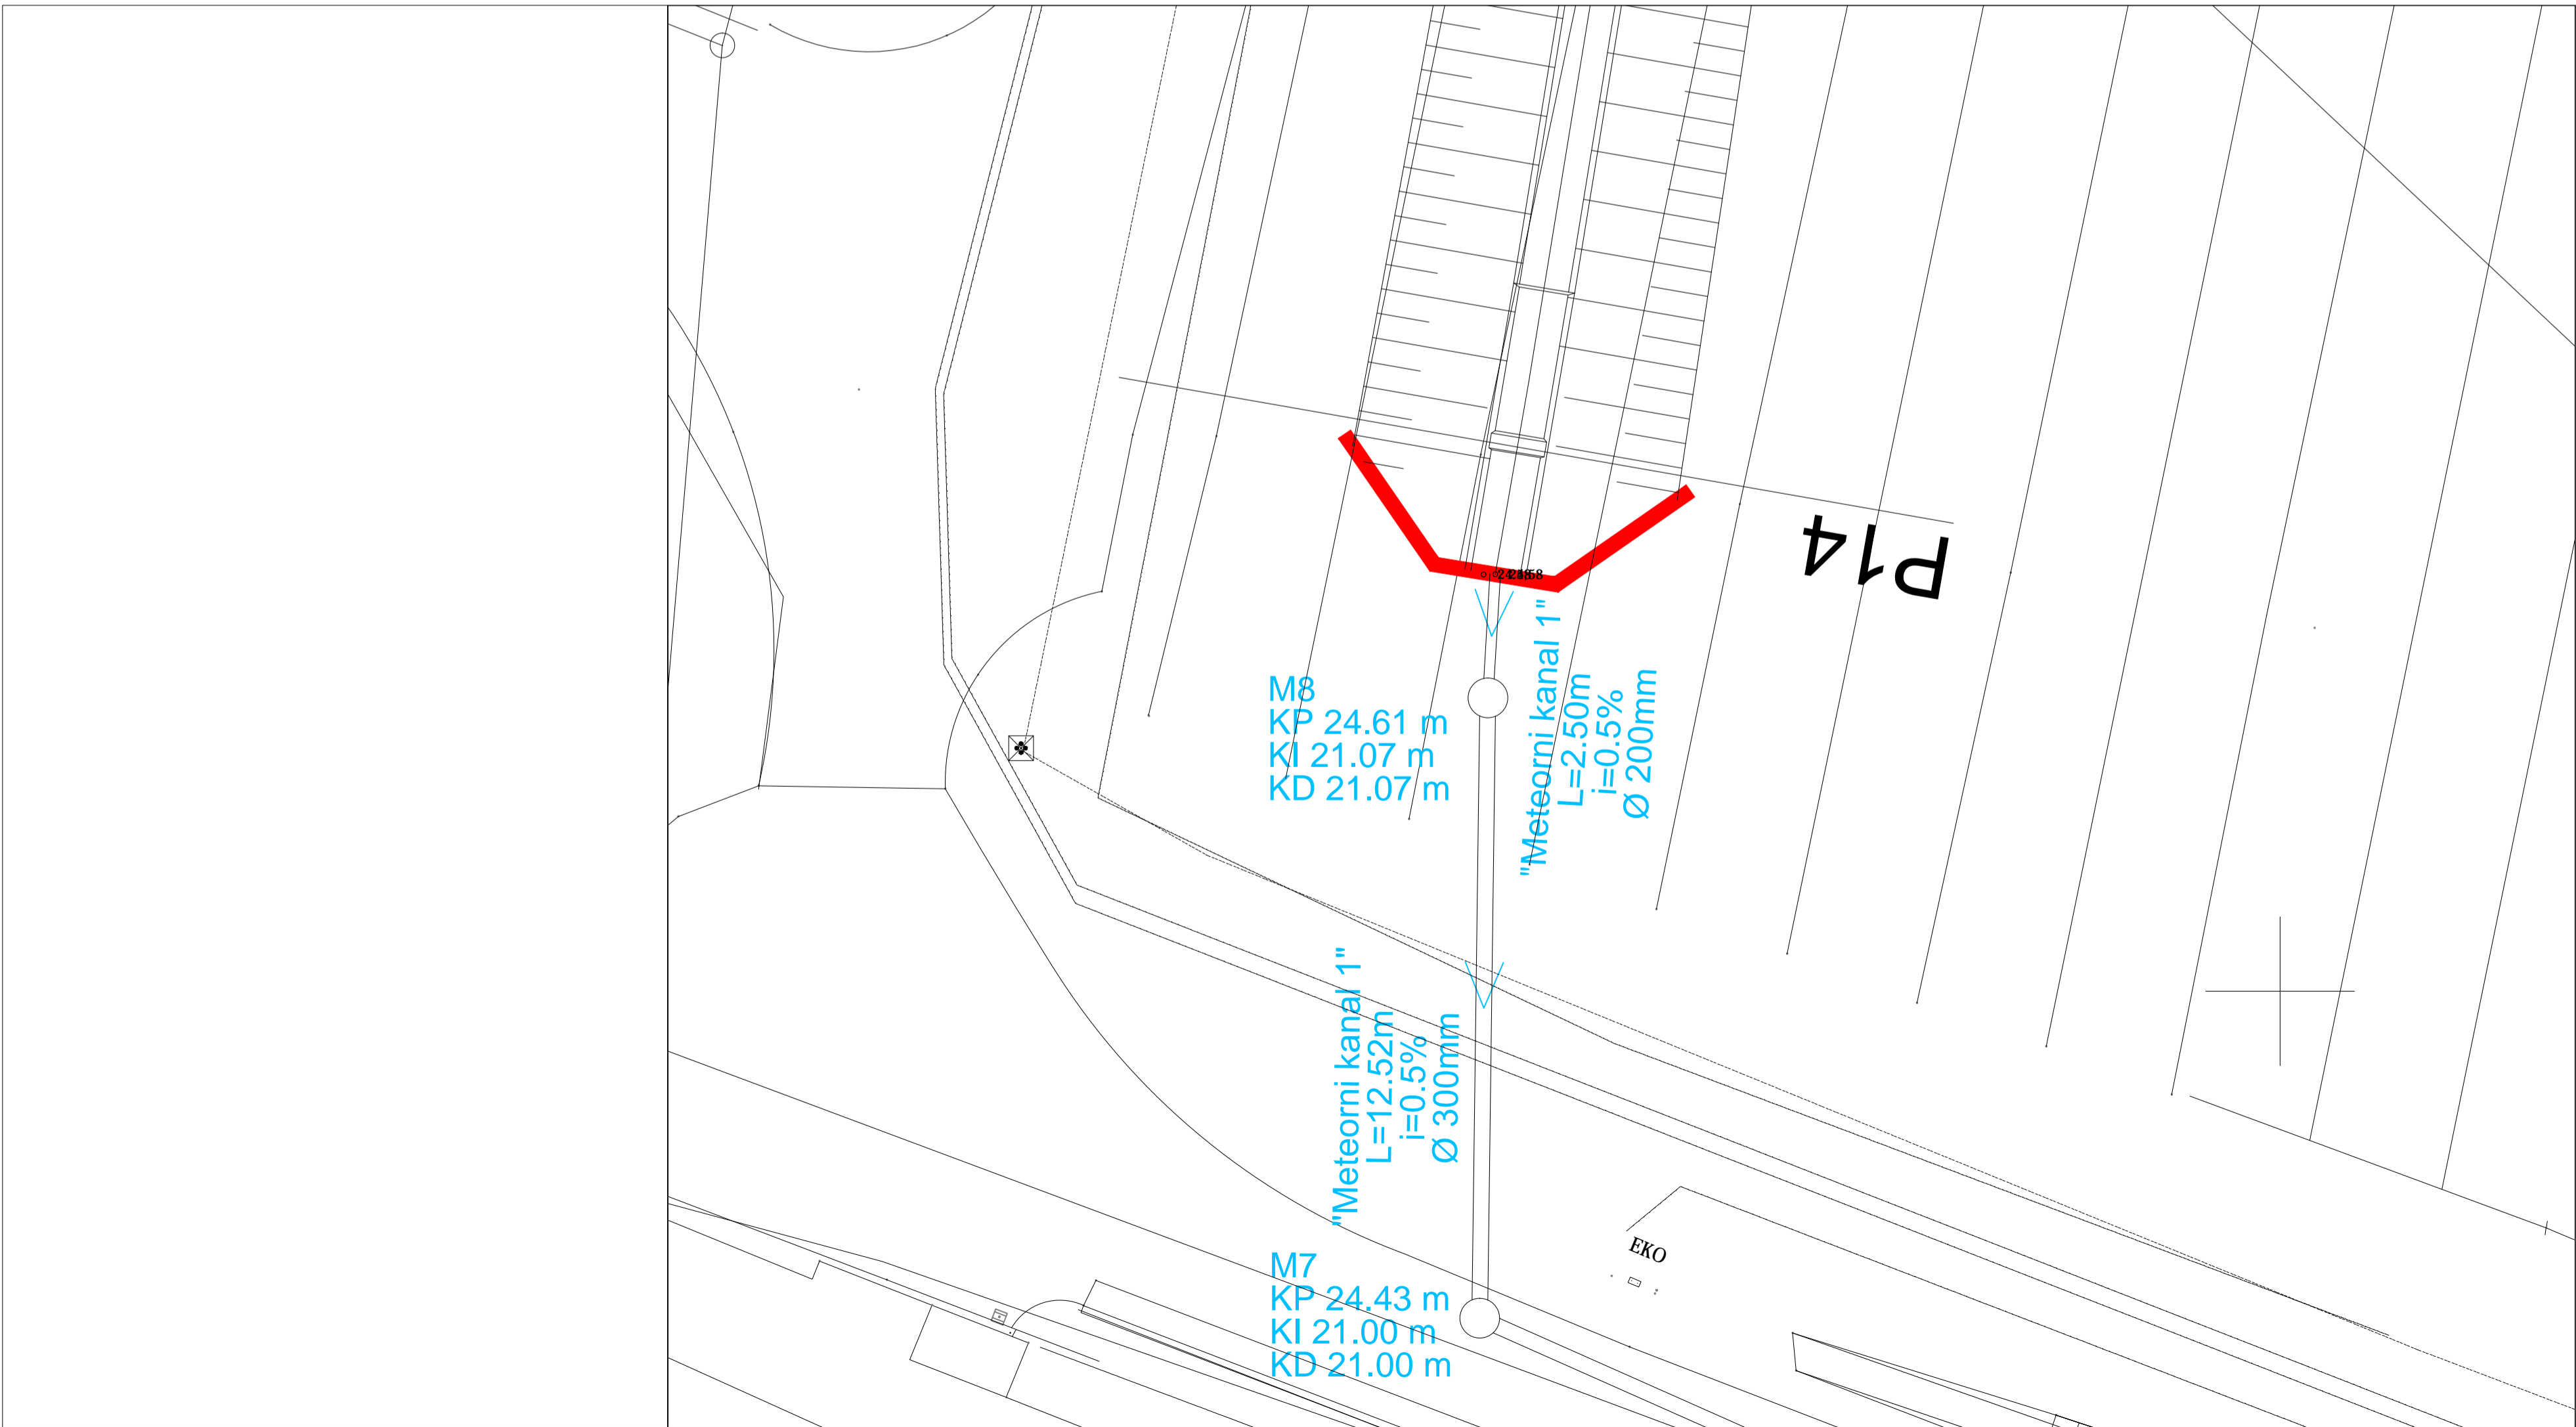 P14
M8
KP 24.61 m
KI 21.07 m
KD 21.07 m
"Meteorni kanal 1"
L=2.50m
i=0.5%
Ø 200mm
"Meteorni kanal 1"
L=12.52m
i=0.5%
Ø 300mm
EKO
M7
KP 24.43 m
KI 21.00 m
KD 21.00 m